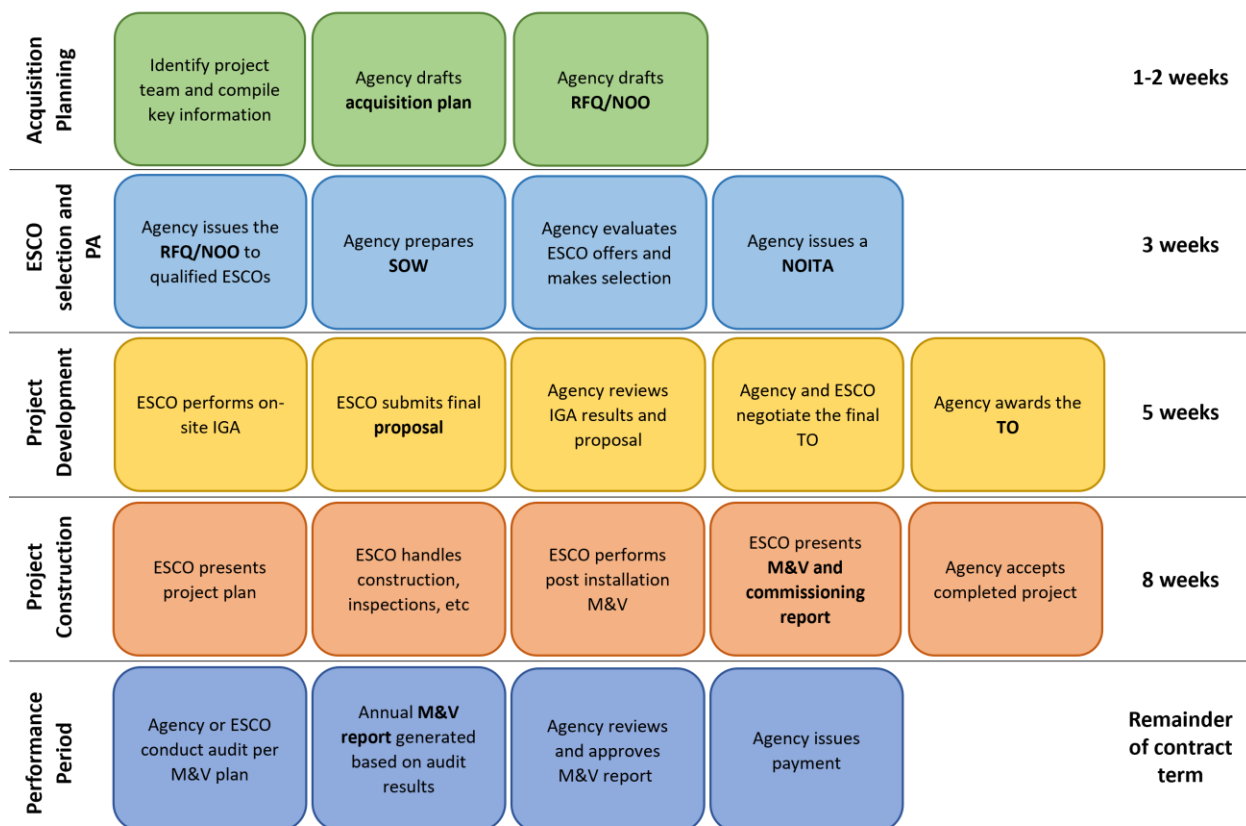 Acquisition
Planning
Identify project
team and compile
key information
Agency drafts
acquisition plan
Agency drafts
RFQ/NOO
1-2 weeks
ESCO
selection and
PA
Agency issues the
RFQ/NOO to
qualified ESCOs
Agency prepares
SOW
Agency evaluates
ESCO offers and
makes selection
Agency issues a
NOITA
3 weeks
Project
Development
ESCO performs on-
site IGA
ESCO submits final
proposal
Agency reviews
IGA results and
proposal
Agency and ESCO
negotiate the final
TO
Agency awards the
TO
5 weeks
Project
Construction
ESCO presents
project plan
ESCO handles
construction,
inspections, etc
ESCO performs
post installation
M&V
ESCO presents
M&V and
commissioning
report
Agency accepts
completed project
8 weeks
Performance
Period
Agency or ESCO
conduct audit per
M&V plan
Annual M&V
report generated
based on audit
results
Agency reviews
and approves
M&V report
Agency issues
payment
Remainder
of contract
term